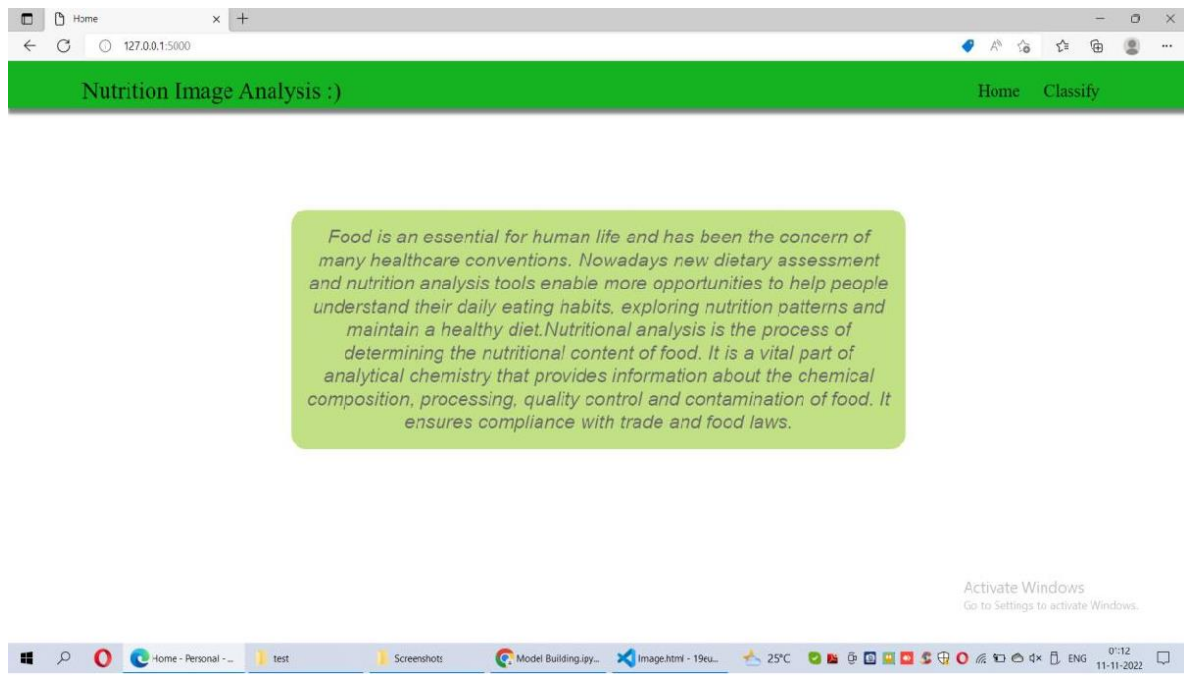 Home
127.0.0.1:5000
Nutrition Image Analysis :)
Home Classify
Food is an essential for human life and has been the concern of
many healthcare conventions. Nowadays new dietary assessment
and nutrition analysis tools enable more opportunities to help people
understand their daily eating habits, exploring nutrition patterns and
maintain a healthy diet.Nutritional analysis is the process of
determining the nutritional content of food. It is a vital part of
analytical chemistry that provides information about the chemical
composition, processing, quality control and contamination of food. It
ensures compliance with trade and food laws.
Activate Windows
Go to Settings to activate Windows.
Home - Personal - ... test Screenshots Model Building.ipy... Image.html - 19eu... 25°C ENG
11-11-2022